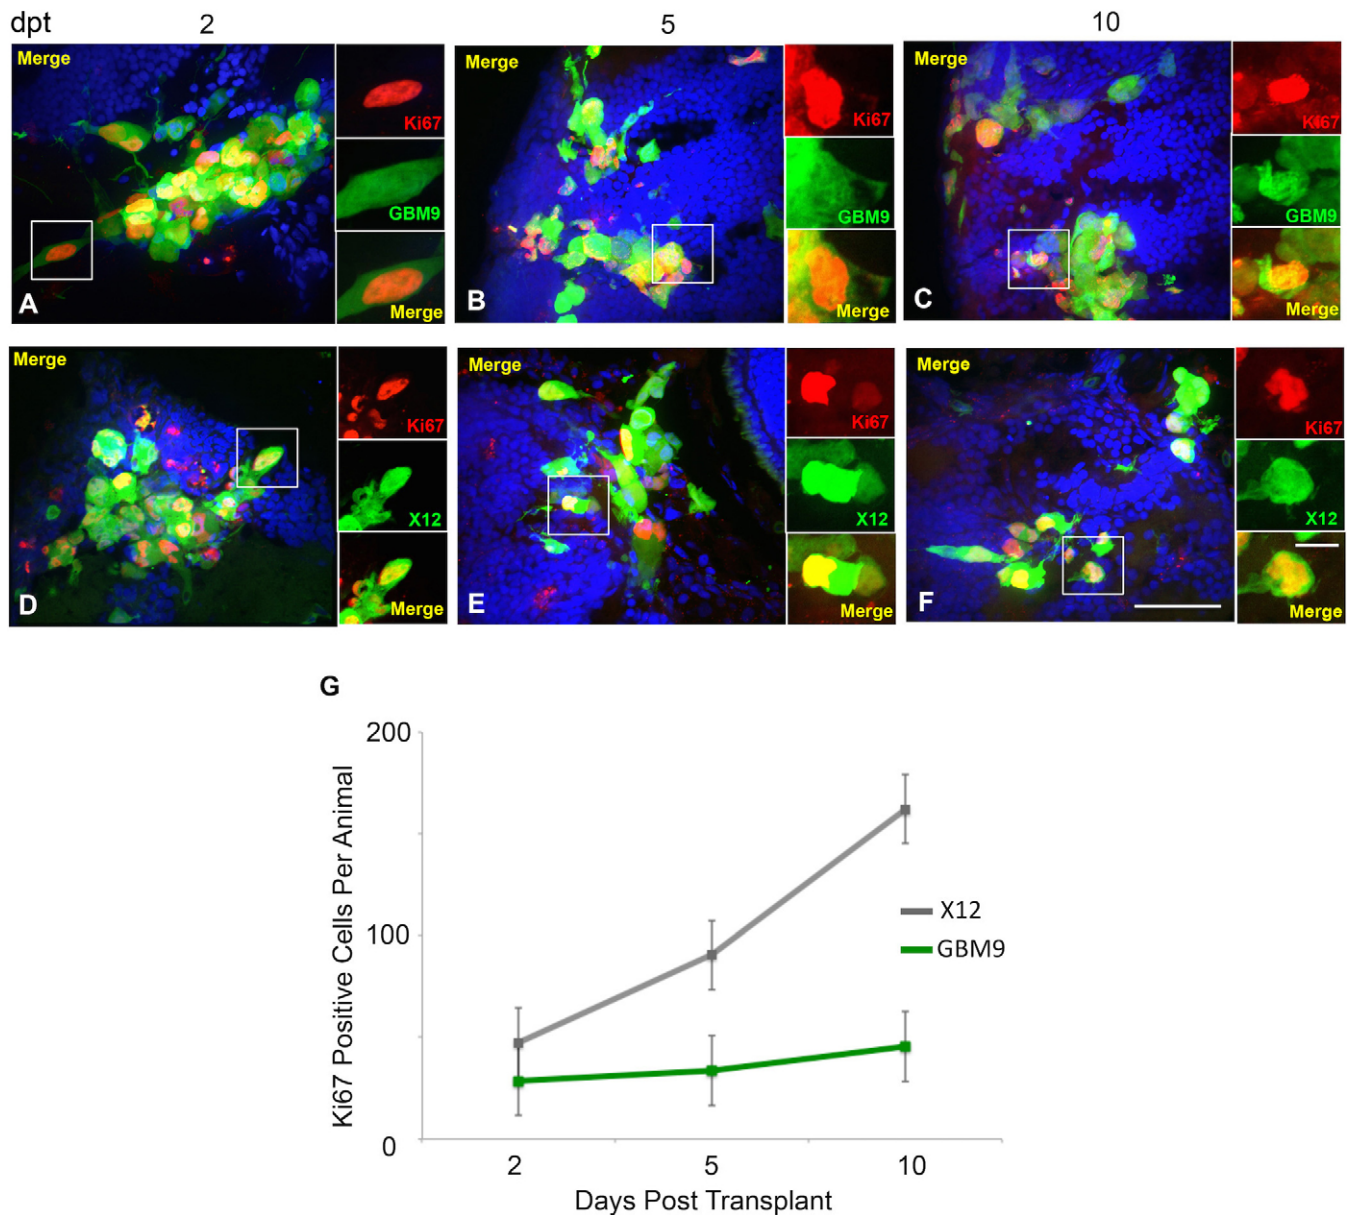 dpt 2 5 10
Merge Ki67 GBM9 Merge A
Merge Ki67 GBM9 Merge B
Merge Ki67 GBM9 Merge C
Merge Ki67 X12 Merge D
Merge Ki67 X12 Merge E
Merge Ki67 X12 Merge F
G
Ki67 Positive Cells Per Animal
200
100
0
X12
GBM9
2 5 10
Days Post Transplant